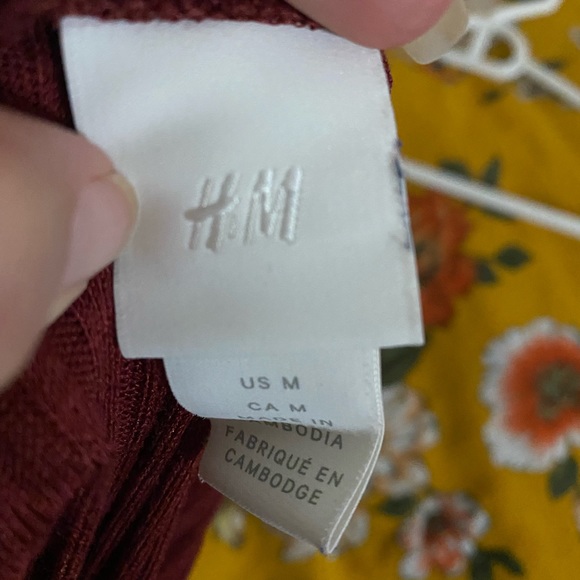 H&M
US M
CA M
MADE IN
CAMBODIA
FABRIQUÉ EN
CAMBODGE